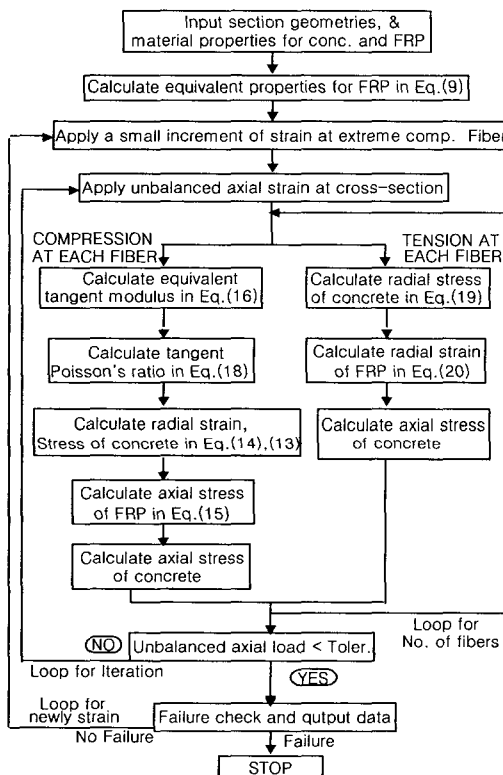 Input section geometries, &
material properties for conc. and FRP
Calculate equivalent properties for FRP in Eq.(9)
Apply a small increment of strain at extreme comp. Fiber
Apply unbalanced axial strain at cross-section
COMPRESSION
AT EACH FIBER
TENSION AT
EACH FIBER
Calculate equivalent
tangent modulus in Eq.(16)
Calculate radial stress
of concrete in Eq.(19)
Calculate tangent
Poisson's ratio in Eq.(18)
Calculate radial strain
of FRP in Eq.(20)
Calculate radial strain,
Stress of concrete in Eq.(14),(13)
Calculate axial stress
of concrete
Calculate axial stress
of FRP in Eq.(15)
Calculate axial stress
of concrete
Loop for
No. of fibers
NO
Unbalanced axial load < Toler.
Loop for Iteration
YES
Loop for
newly strain
Failure check and qutput data
No Failure
Failure
STOP